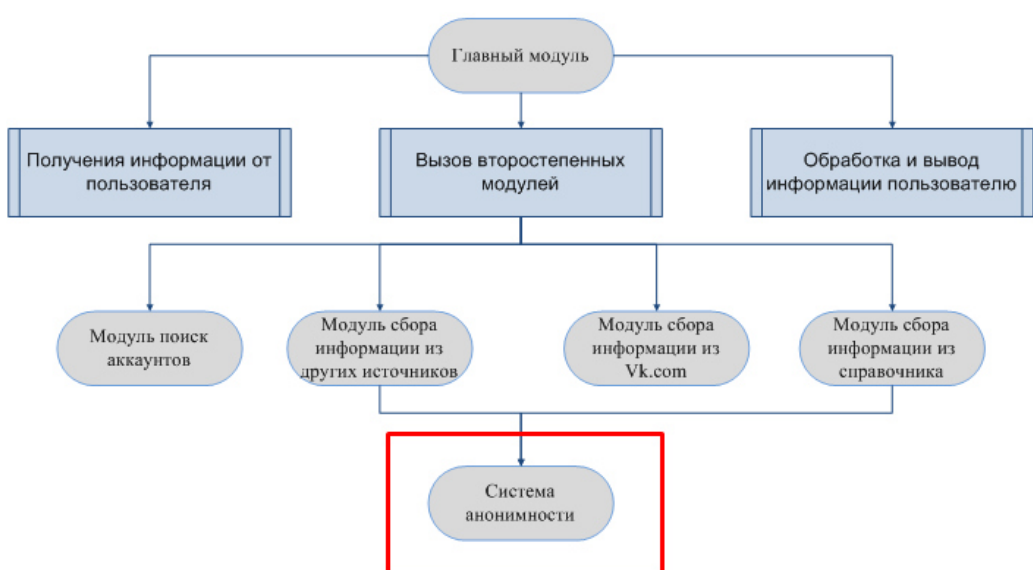 Главный модуль
Получения информации от
пользователя
Вызов второстепенных
модулей
Обработка и вывод
информации пользователю
Модуль поиск
аккаунтов
Модуль сбора
информации из
других источников
Модуль сбора
информации из
Vk.com
Модуль сбора
информации из
справочника
Система
анонимности